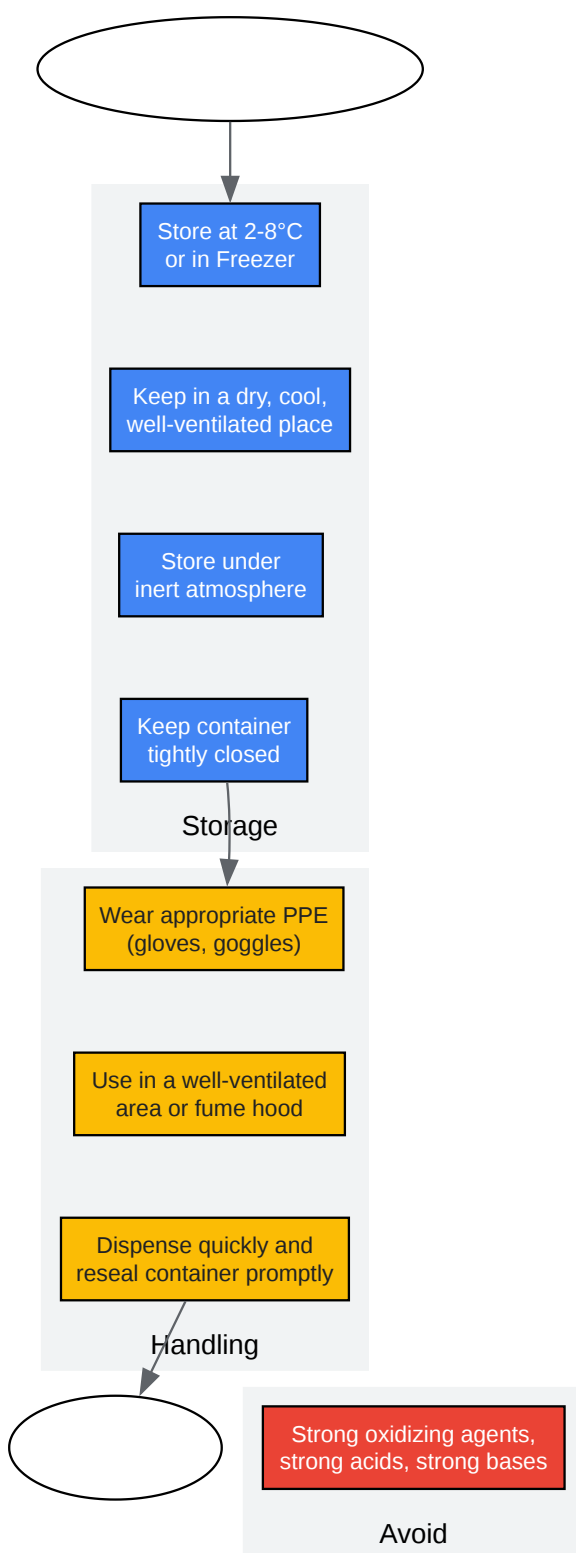 Store at 2-8°C
or in Freezer
Keep in a dry, cool,
well-ventilated place
Store under
inert atmosphere
Keep container
tightly closed
Storage
Wear appropriate PPE
(gloves, goggles)
Use in a well-ventilated
area or fume hood
Dispense quickly and
reseal container promptly
Handling
Strong oxidizing agents,
strong acids, strong bases
Avoid